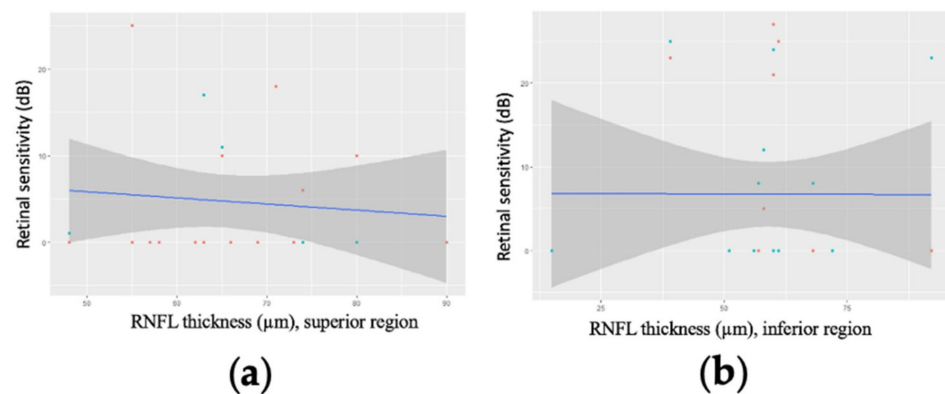 Retinal sensitivity (dB)
20
10
0
50
60
70
80
90
RNFL thickness (µm), superior region
(a)
Retinal sensitivity (dB)
20
10
0
25
50
75
RNFL thickness (µm), inferior region
(b)